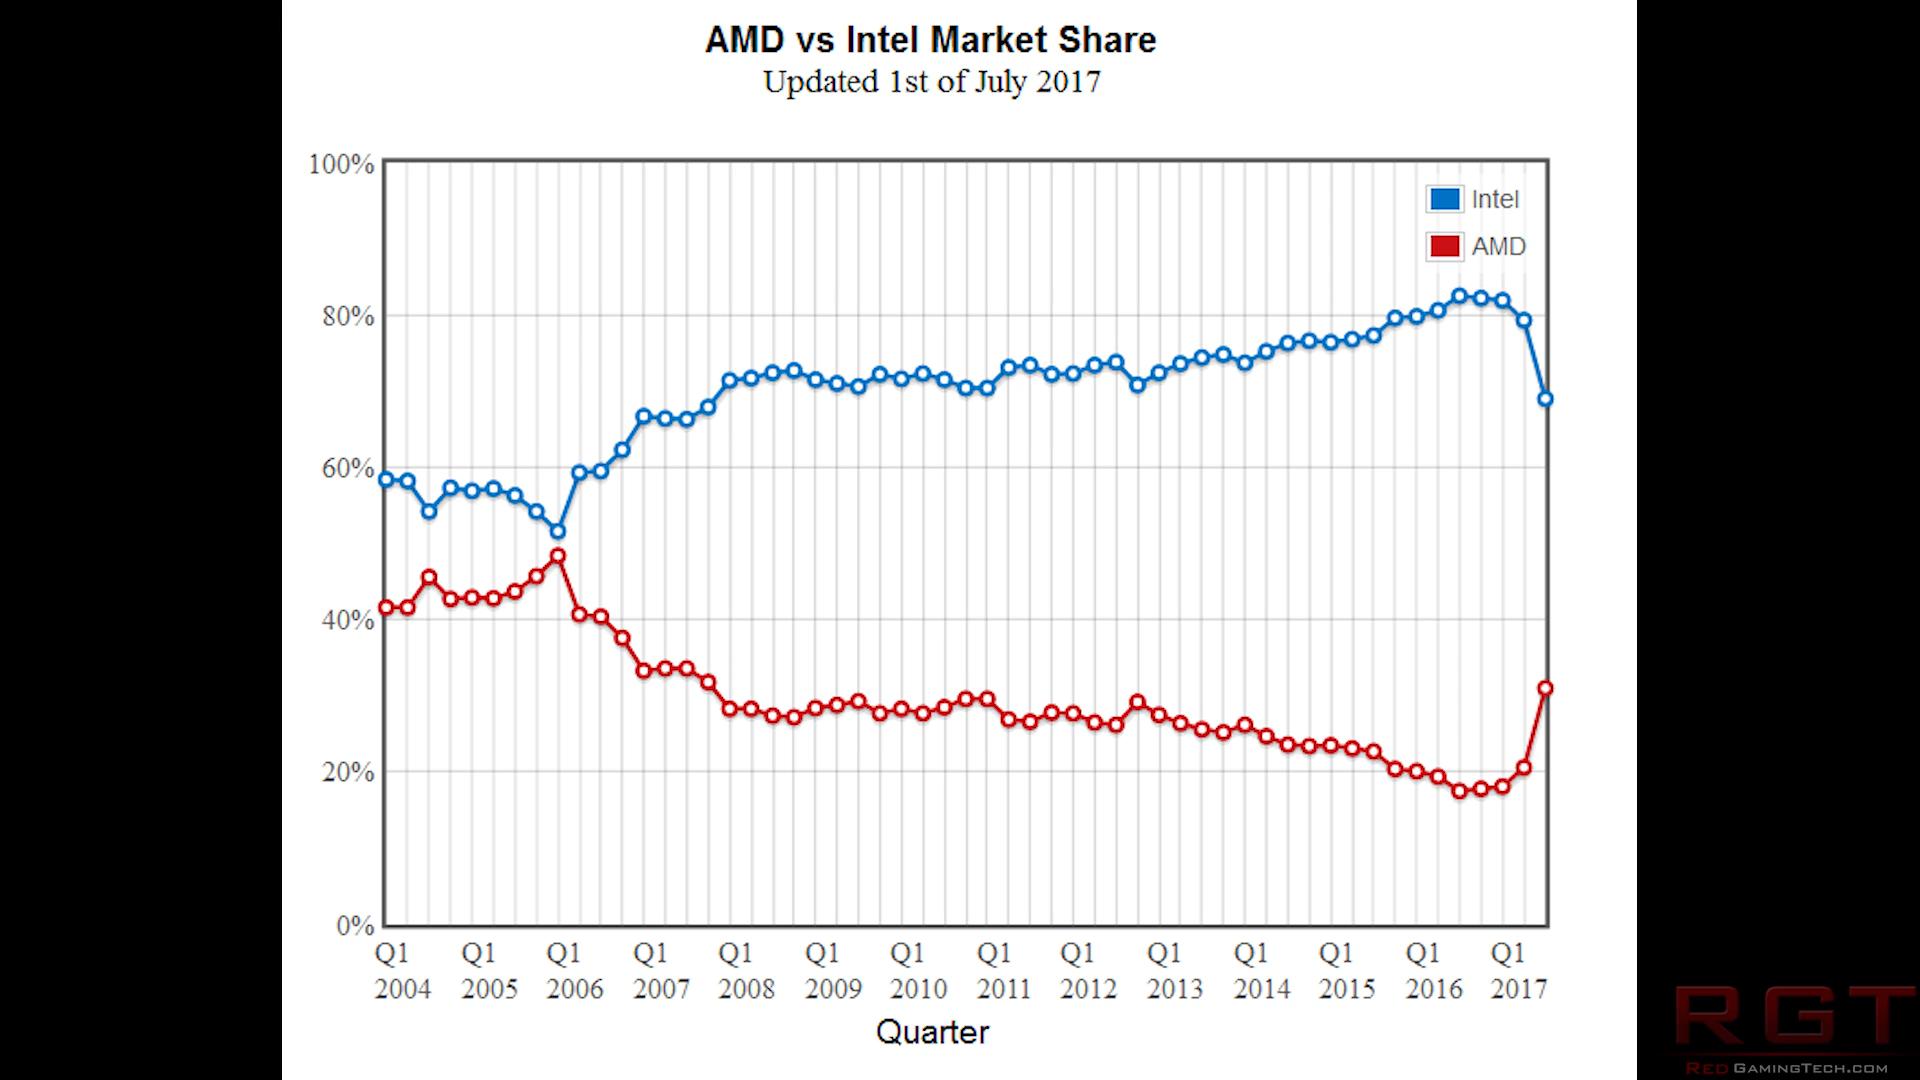 AMD vs Intel Market Share
Updated 1st of July 2017
100%
Intel
AMD
80%
60%
40%
20%
0%
Q1 Q1 Q1 Q1 Q1 Q1 Q1 Q1 Q1 Q1 Q1 Q1 Q1 Q1
2004 2005 2006 2007 2008 2009 2010 2011 2012 2013 2014 2015 2016 2017
Quarter
RGT
REDGAMINGTECH.COM